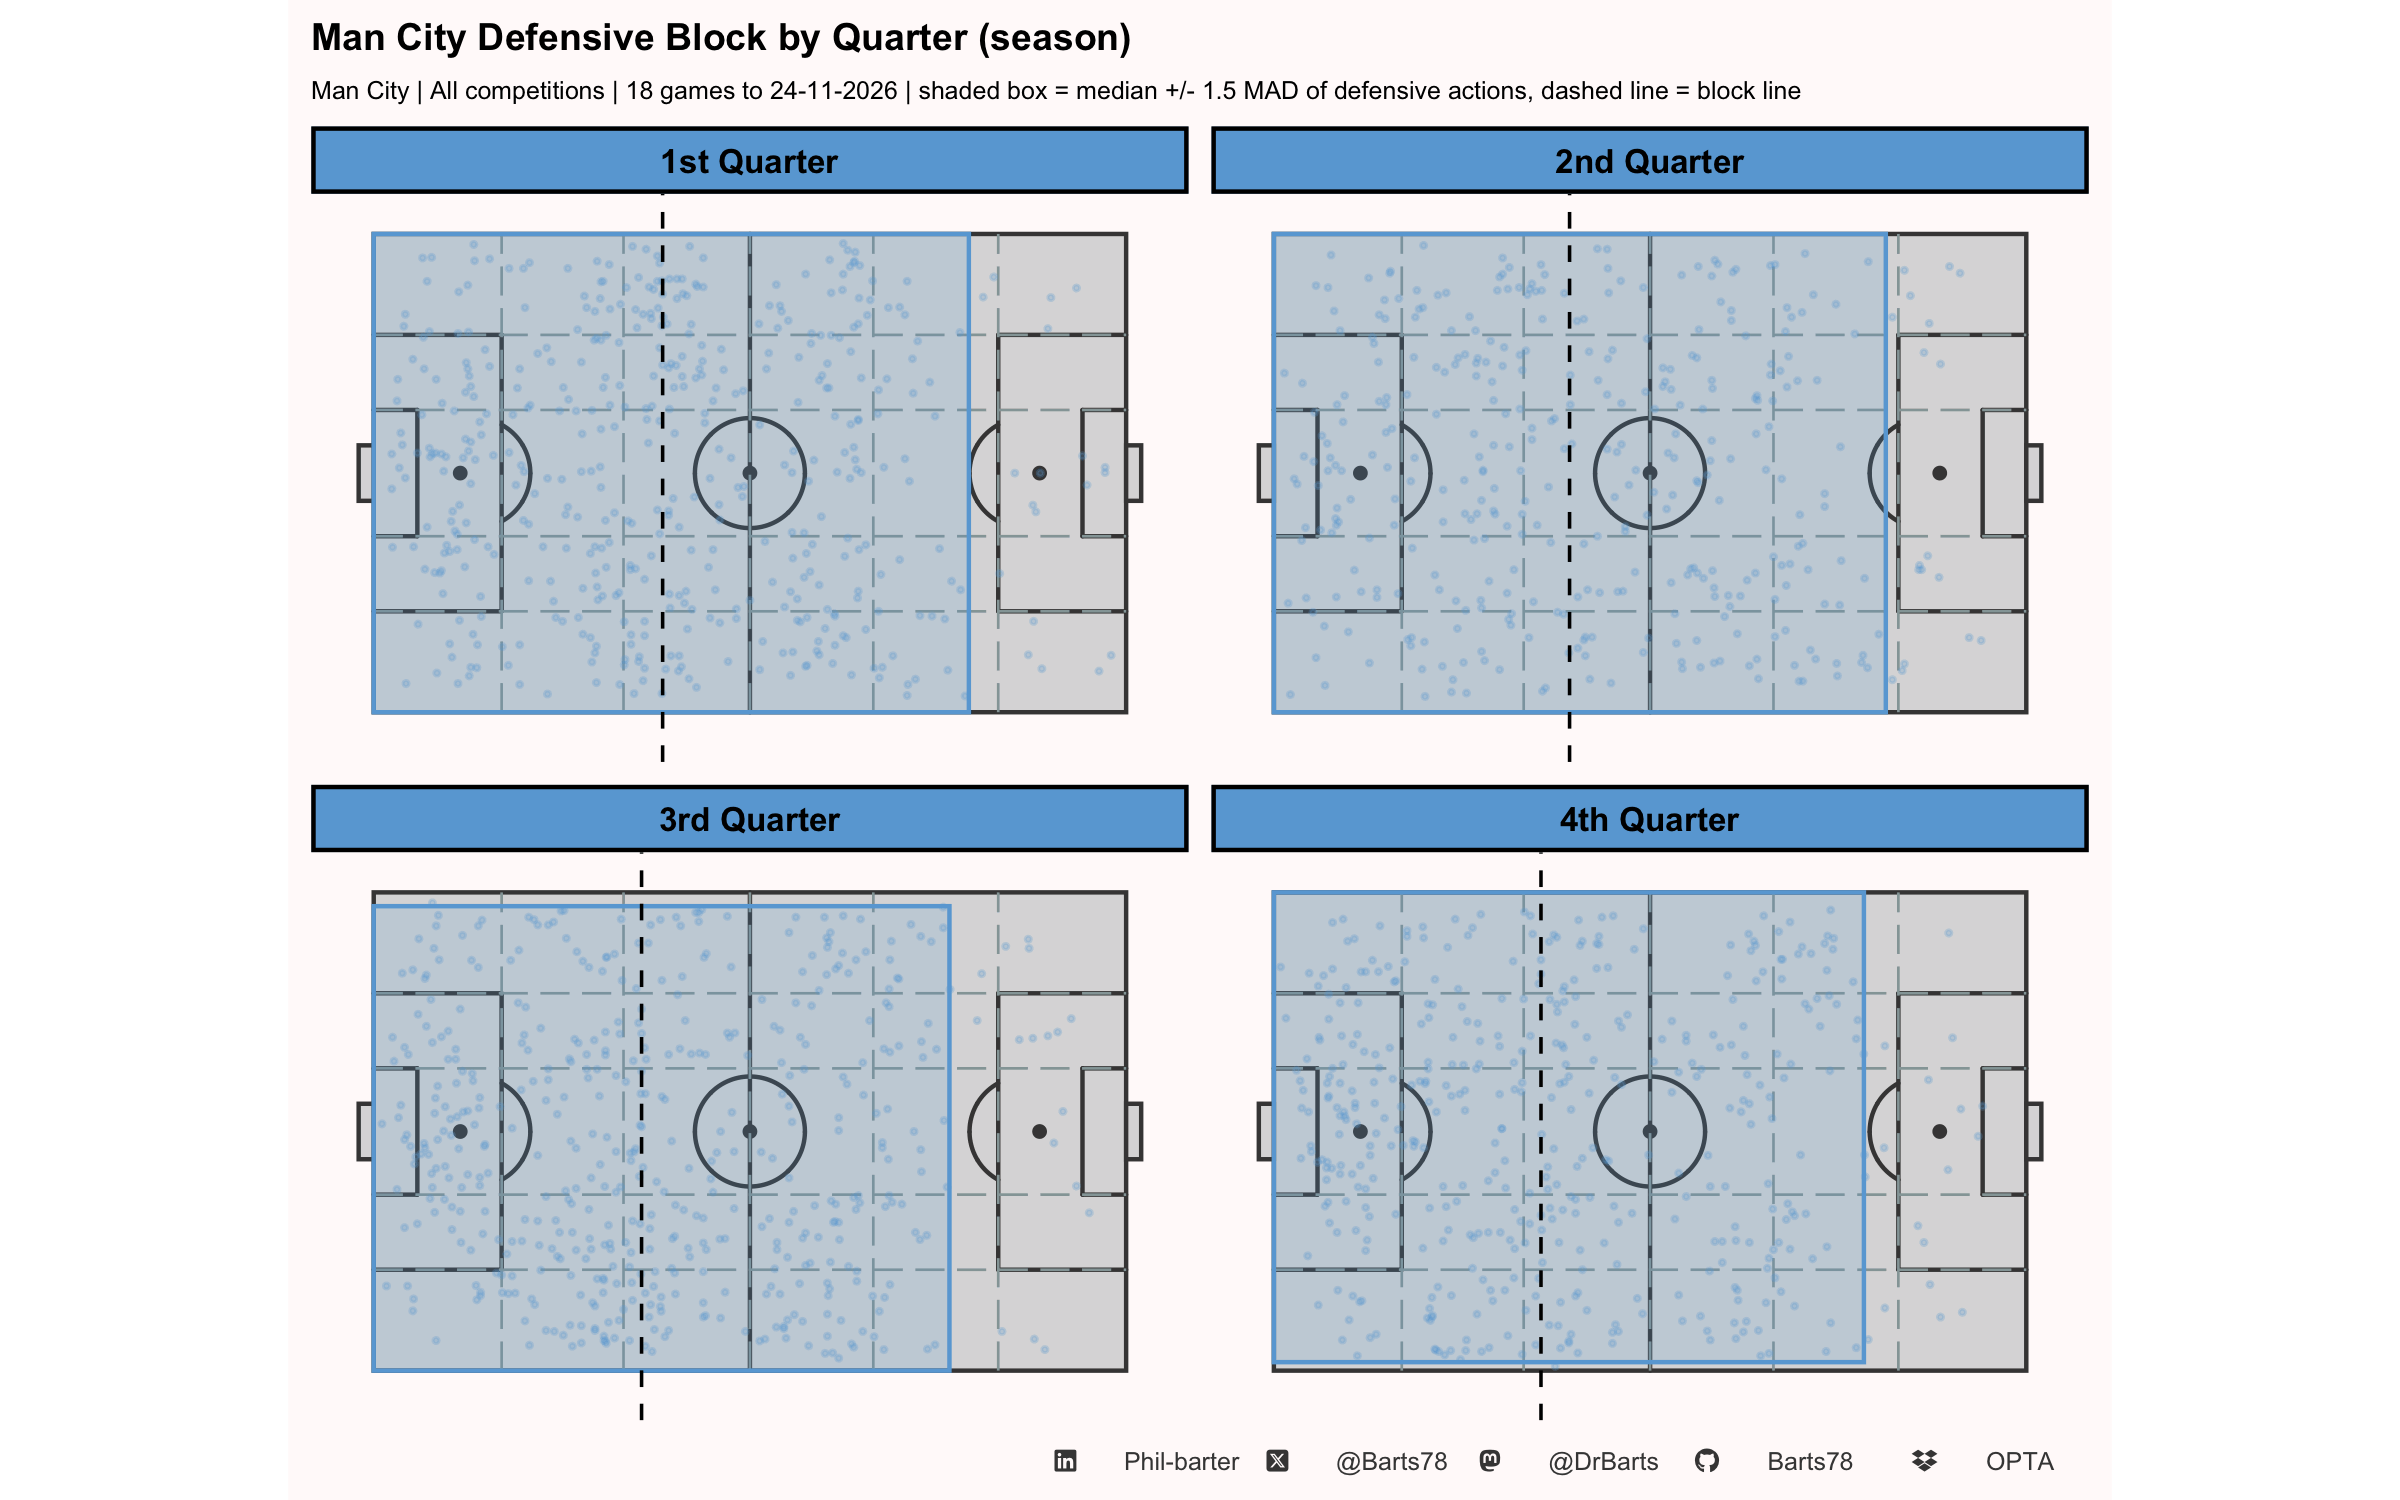 Man City Defensive Block by Quarter (season)
Man City | All competitions | 18 games to 24-11-2026 | shaded box = median +/- 1.5 MAD of defensive actions, dashed line = block line
1st Quarter
2nd Quarter
3rd Quarter
4th Quarter
Phil-barter @Barts78 @DrBarts Barts78 OPTA